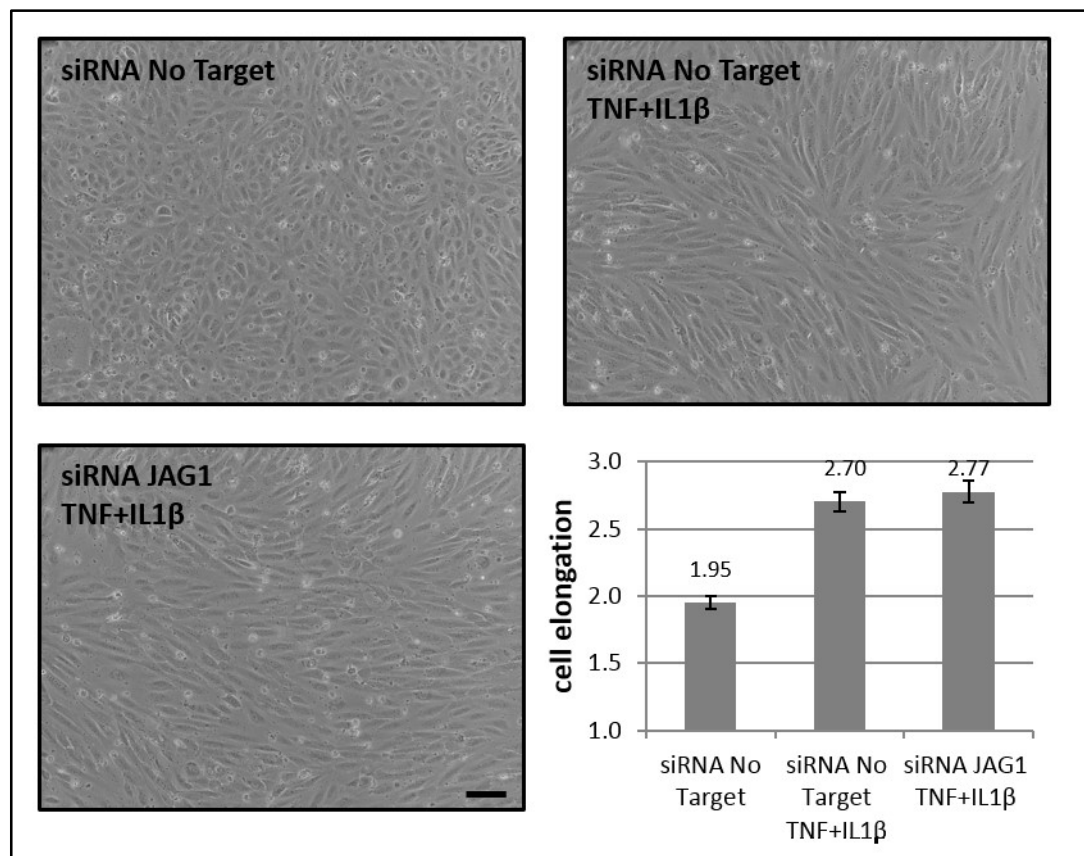 siRNA No Target
siRNA No Target
TNF+IL1β
siRNA JAG1
TNF+IL1β
cell elongation
3.0
2.5
2.0
1.5
1.0
1.95
2.70
2.77
siRNA No
Target
siRNA No
Target
TNF+IL1β
siRNA JAG1
TNF+IL1β